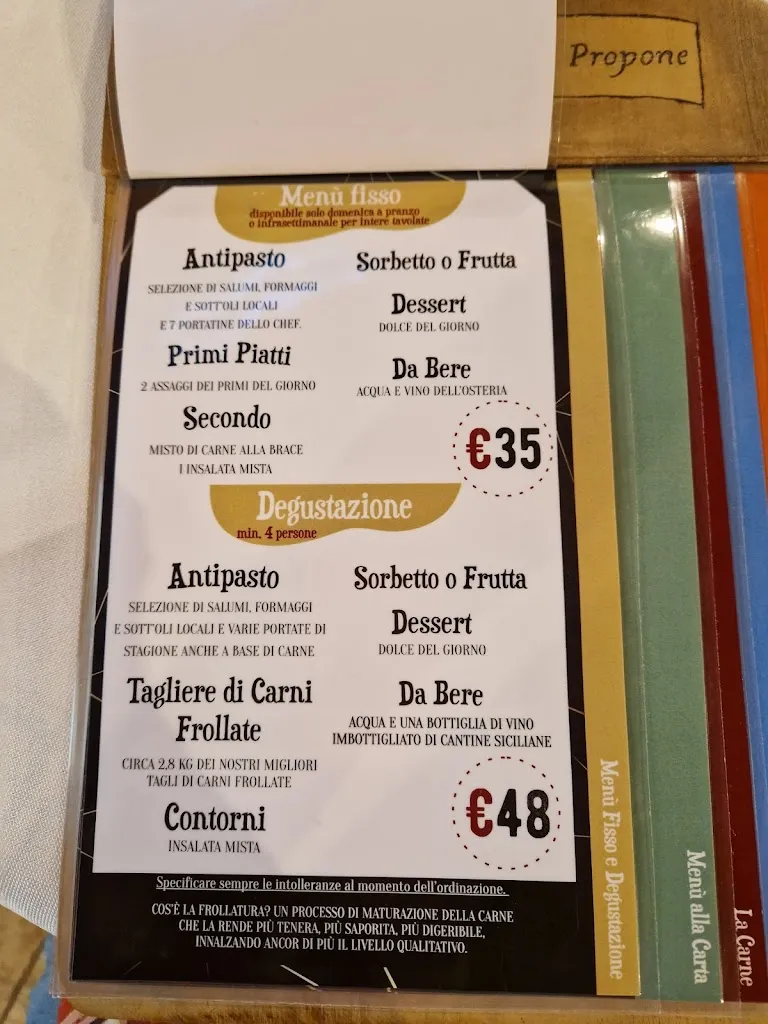 Propone
Menù fisso
disponibile solo domenica a pranzo
o infrasettimanale per intere tavolate
Antipasto
SELEZIONE DI SALUMI, FORMAGGI
E SOTT'OLI LOCALI
E 7 PORTATINE DELLO CHEF.
Primi Piatti
2 ASSAGGI DEI PRIMI DEL GIORNO
Secondo
MISTO DI CARNE ALLA BRACE
1 INSALATA MISTA
Sorbetto o Frutta
Dessert
DOLCE DEL GIORNO
Da Bere
ACQUA E VINO DELL'OSTERIA
€35
Degustazione
min. 4 persone
Antipasto
SELEZIONE DI SALUMI, FORMAGGI
E SOTT'OLI LOCALI E VARIE PORTATE DI
STAGIONE ANCHE A BASE DI CARNE
Tagliere di Carni
Frollate
CIRCA 2,8 KG DEI NOSTRI MIGLIORI
TAGLI DI CARNI FROLLATE
Contorni
INSALATA MISTA
Sorbetto o Frutta
Dessert
DOLCE DEL GIORNO
Da Bere
ACQUA E UNA BOTTIGLIA DI VINO
IMBOTTIGLIATO DI CANTINE SICILIANE
€48
Specificare sempre le intolleranze al momento dell'ordinazione.
COS'È LA FROLLATURA? UN PROCESSO DI MATURAZIONE DELLA CARNE
CHE LA RENDE PIÙ TENERA, PIÙ SAPORITA, PIÙ DIGERIBILE,
INNALZANDO ANCOR DI PIÙ IL LIVELLO QUALITATIVO.
Menù Fisso e Degustazione
Menù alla Carta
La Carne